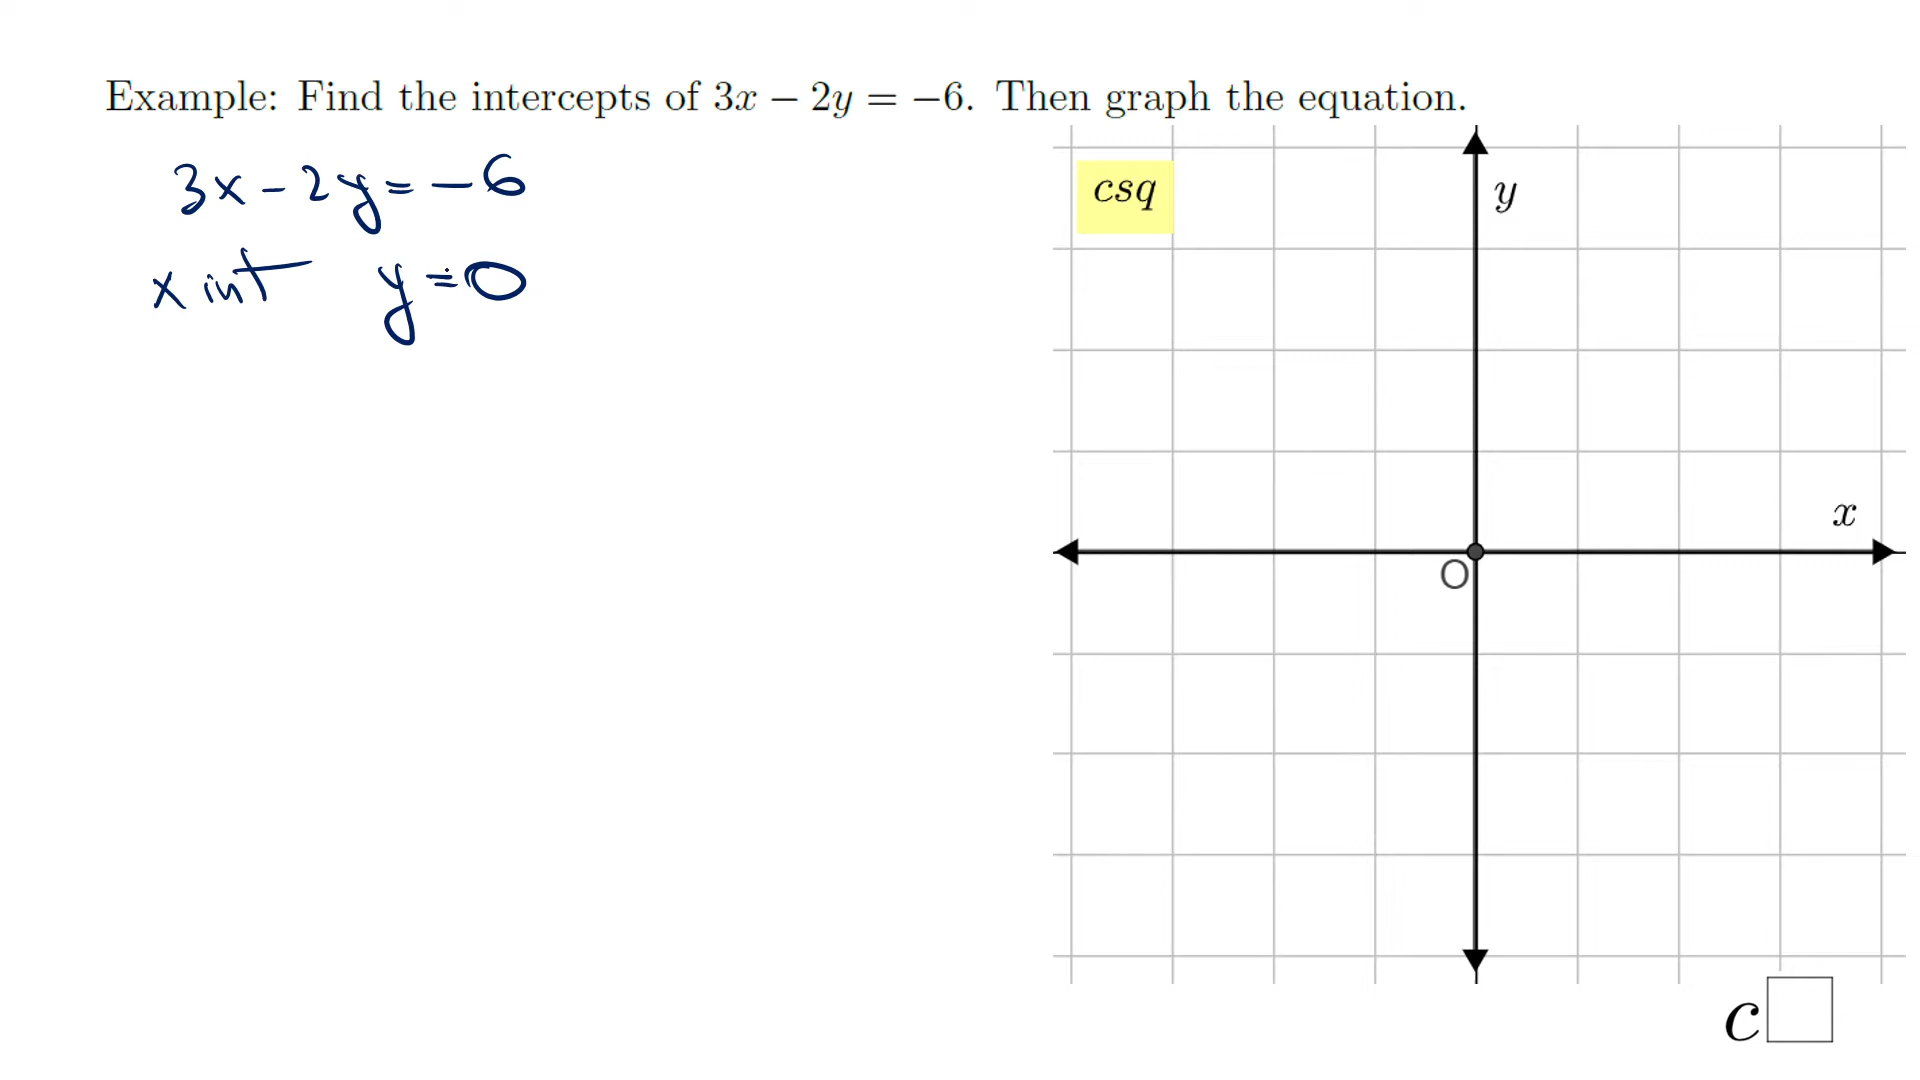 Example: Find the intercepts of 3x − 2y = −6. Then graph the equation.
3x − 2y = −6
x int y = 0
csq
y
x
O
c